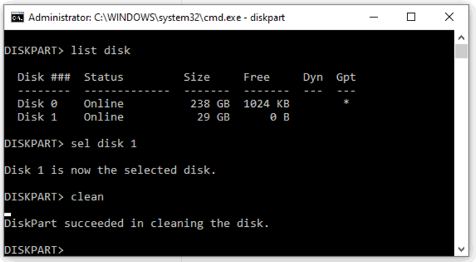 Administrator: C:\WINDOWS\system32\cmd.exe - diskpart
DISKPART> list disk
  Disk ###  Status         Size     Free     Dyn  Gpt
  --------  -------------  -------  -------  ---  ---
  Disk 0    Online          238 GB  1024 KB        *
  Disk 1    Online           29 GB      0 B
DISKPART> sel disk 1
Disk 1 is now the selected disk.
DISKPART> clean
DiskPart succeeded in cleaning the disk.
DISKPART>